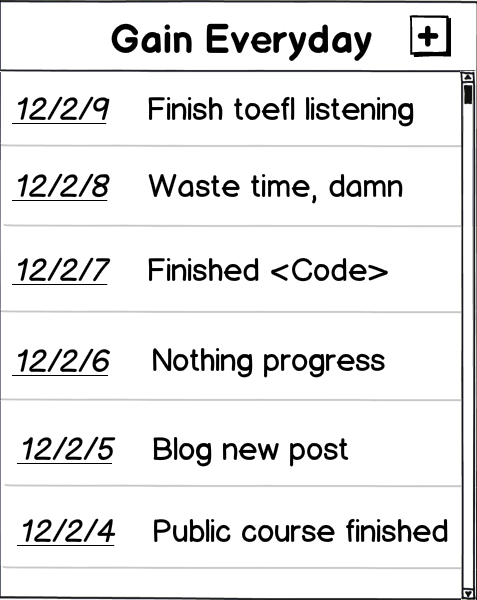 Gain Everyday +
12/2/9 Finish toefl listening
12/2/8 Waste time, damn
12/2/7 Finished <Code>
12/2/6 Nothing progress
12/2/5 Blog new post
12/2/4 Public course finished